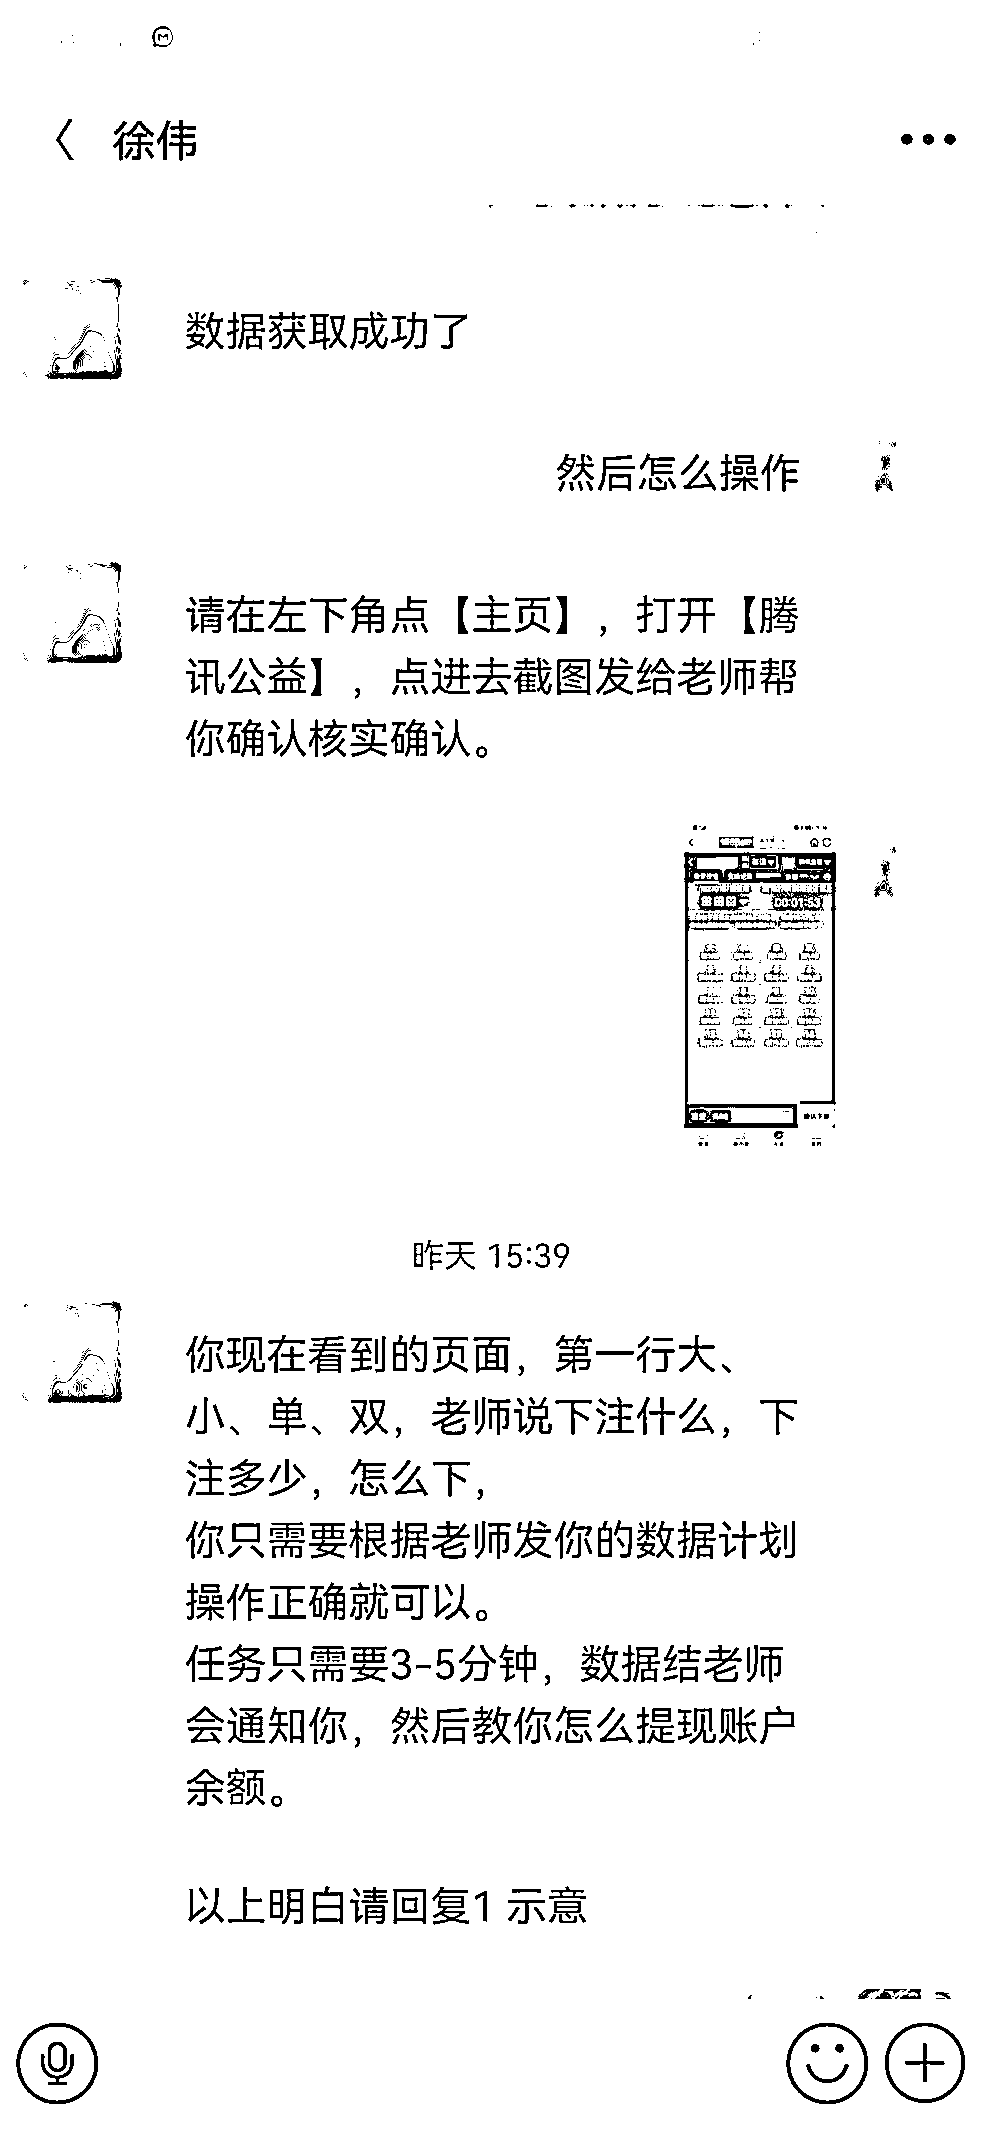 徐伟
数据获取成功了
然后怎么操作
请在左下角点【主页】，打开【腾
讯公益】，点进去截图发给老师帮
你确认核实确认。
00:01:53
昨天 15:39
你现在看到的页面，第一行大、
小、单、双，老师说下注什么，下
注多少，怎么下，
你只需要根据老师发你的数据计划
操作正确就可以。
任务只需要3-5分钟，数据结老师
会通知你，然后教你怎么提现账户
余额。
以上明白请回复1 示意